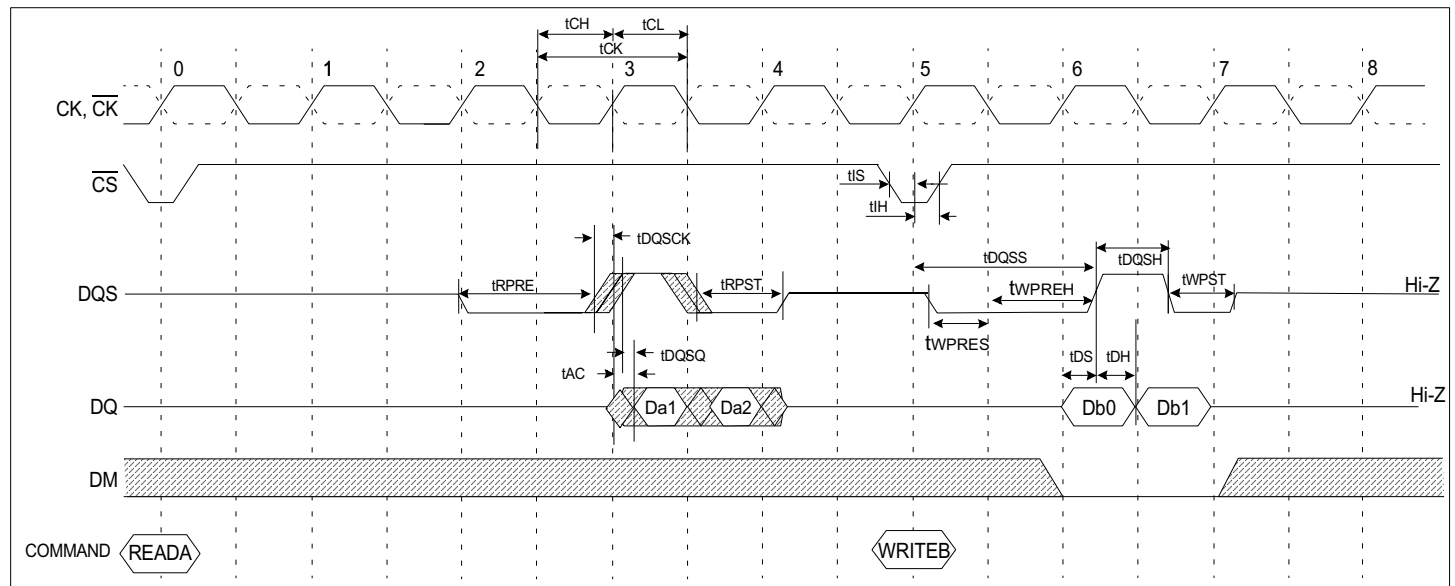 tCH tCL
tCK
0 1 2 3 4 5 6 7 8
CK, CK
CS
tIS
tIH
tDQSCK
tDQSS tDQSH
tRPRE tRPST tWPREH tWPST
DQS Hi-Z
tWPRES
tDQSQ
tAC
tDS tDH
DQ Da1 Da2 Db0 Db1 Hi-Z
DM
COMMAND READA WRITEB